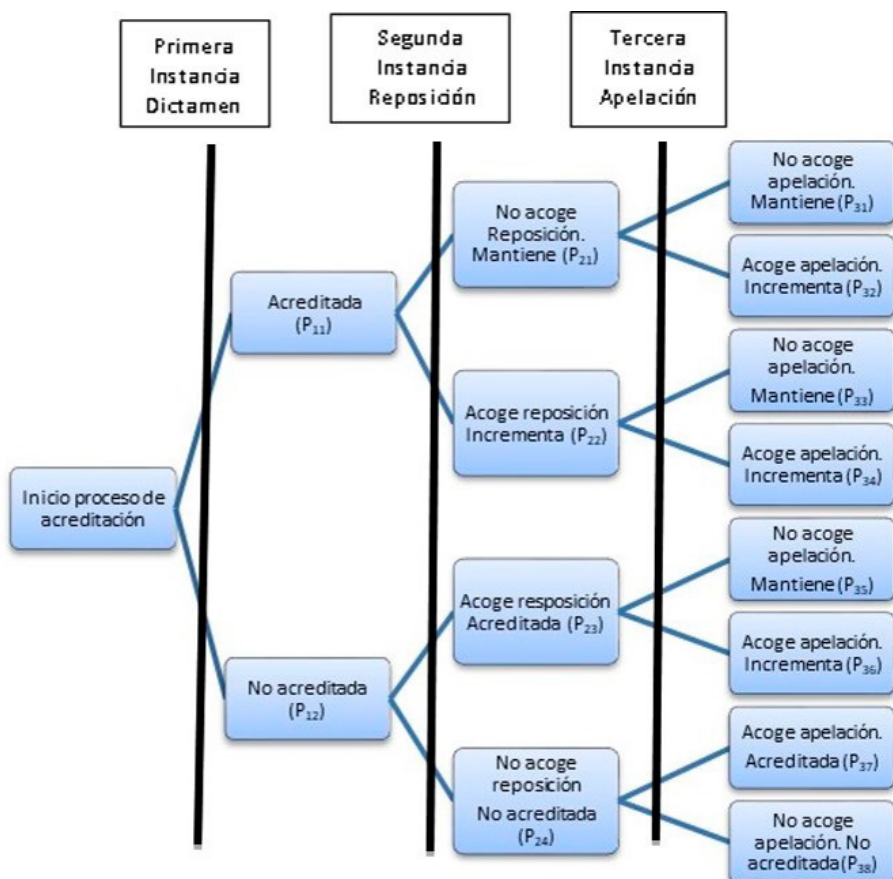 Primera
Instancia
Dictamen
Segunda
Instancia
Reposición
Tercera
Instancia
Apelación
Inicio proceso de
acreditación
Acreditada
(P₁₁)
No acreditada
(P₁₂)
No acoge
Reposición.
Mantiene (P₂₁)
Acoge reposición
Incrementa (P₂₂)
Acoge resposición
Acreditada (P₂₃)
No acoge
reposición
No acreditada
(P₂₄)
No acoge
apelación.
Mantiene (P₃₁)
Acoge apelación.
Incrementa (P₃₂)
No acoge
apelación.
Mantiene (P₃₃)
Acoge apelación.
Incrementa (P₃₄)
No acoge
apelación.
Mantiene (P₃₅)
Acoge apelación.
Incrementa (P₃₆)
Acoge apelación.
Acreditada (P₃₇)
No acoge
apelación. No
acreditada (P₃₈)